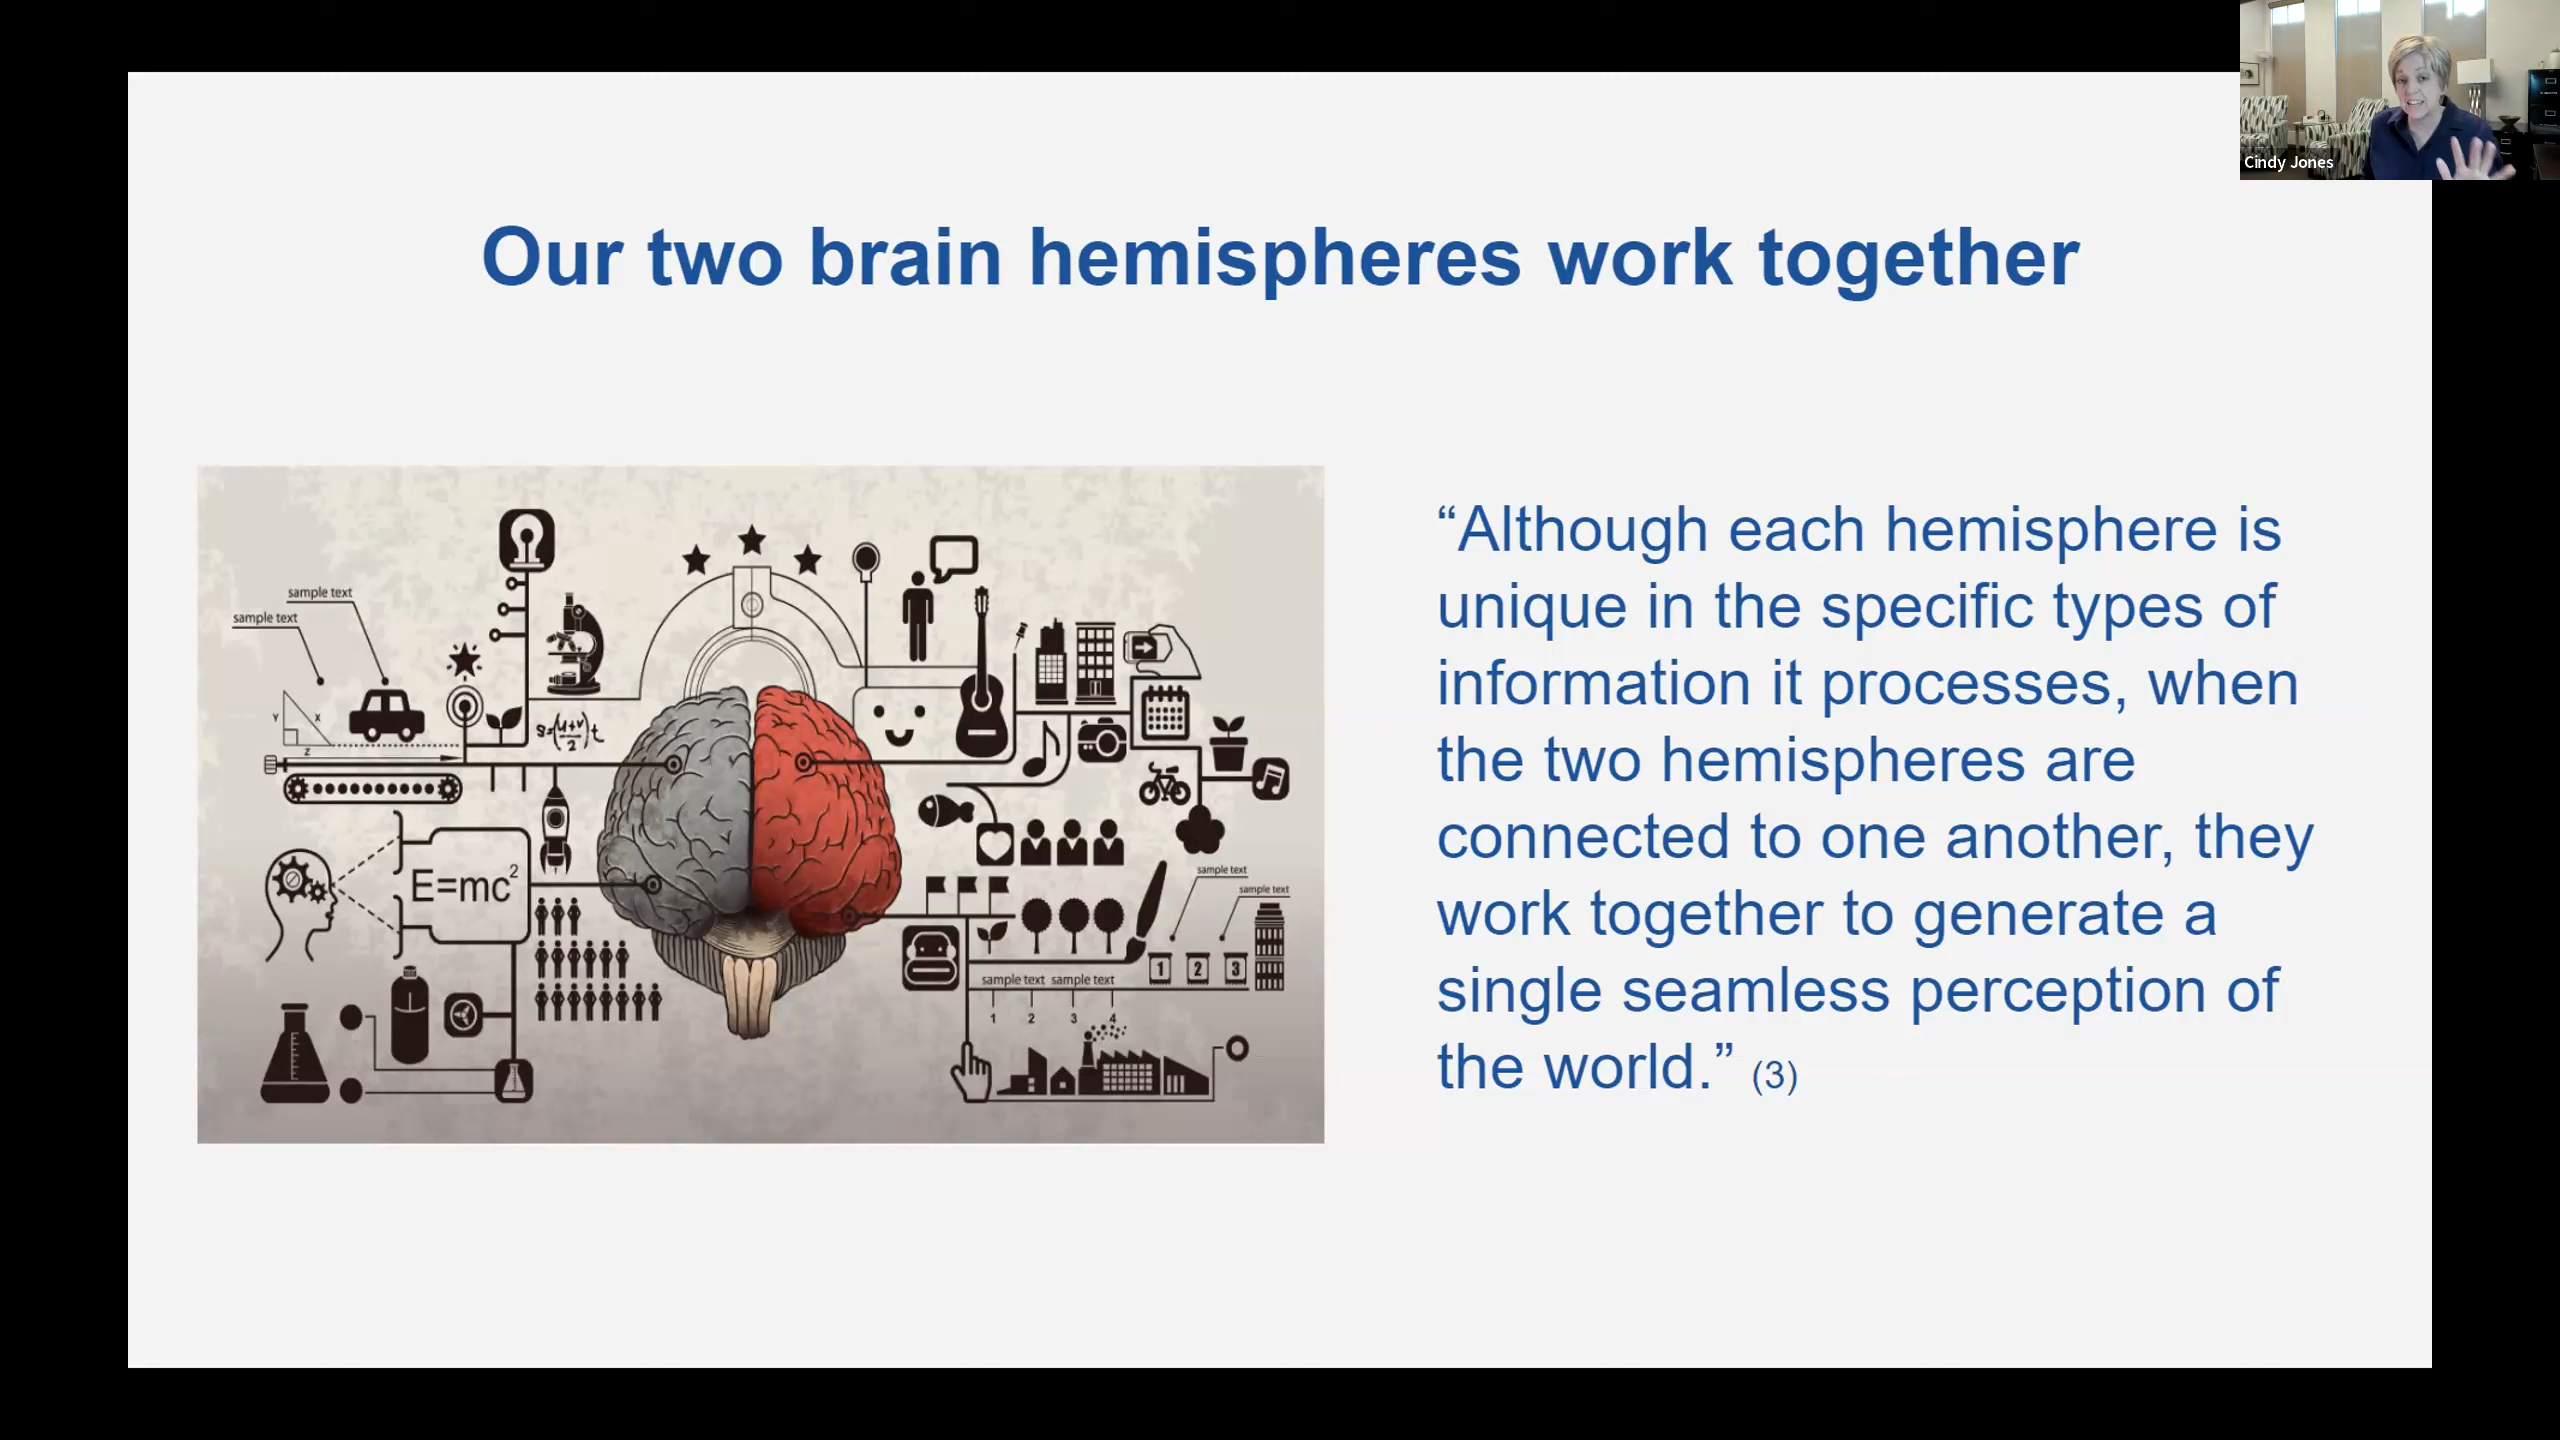 Cindy Jones
Our two brain hemispheres work together
“Although each hemisphere is
unique in the specific types of
information it processes, when
the two hemispheres are
connected to one another, they
work together to generate a
single seamless perception of
the world.” (3)
sample text
sample text
Y
X
Z
E=mc²
sample text
sample text
1 2 3
sample text sample text
1 2 3 4